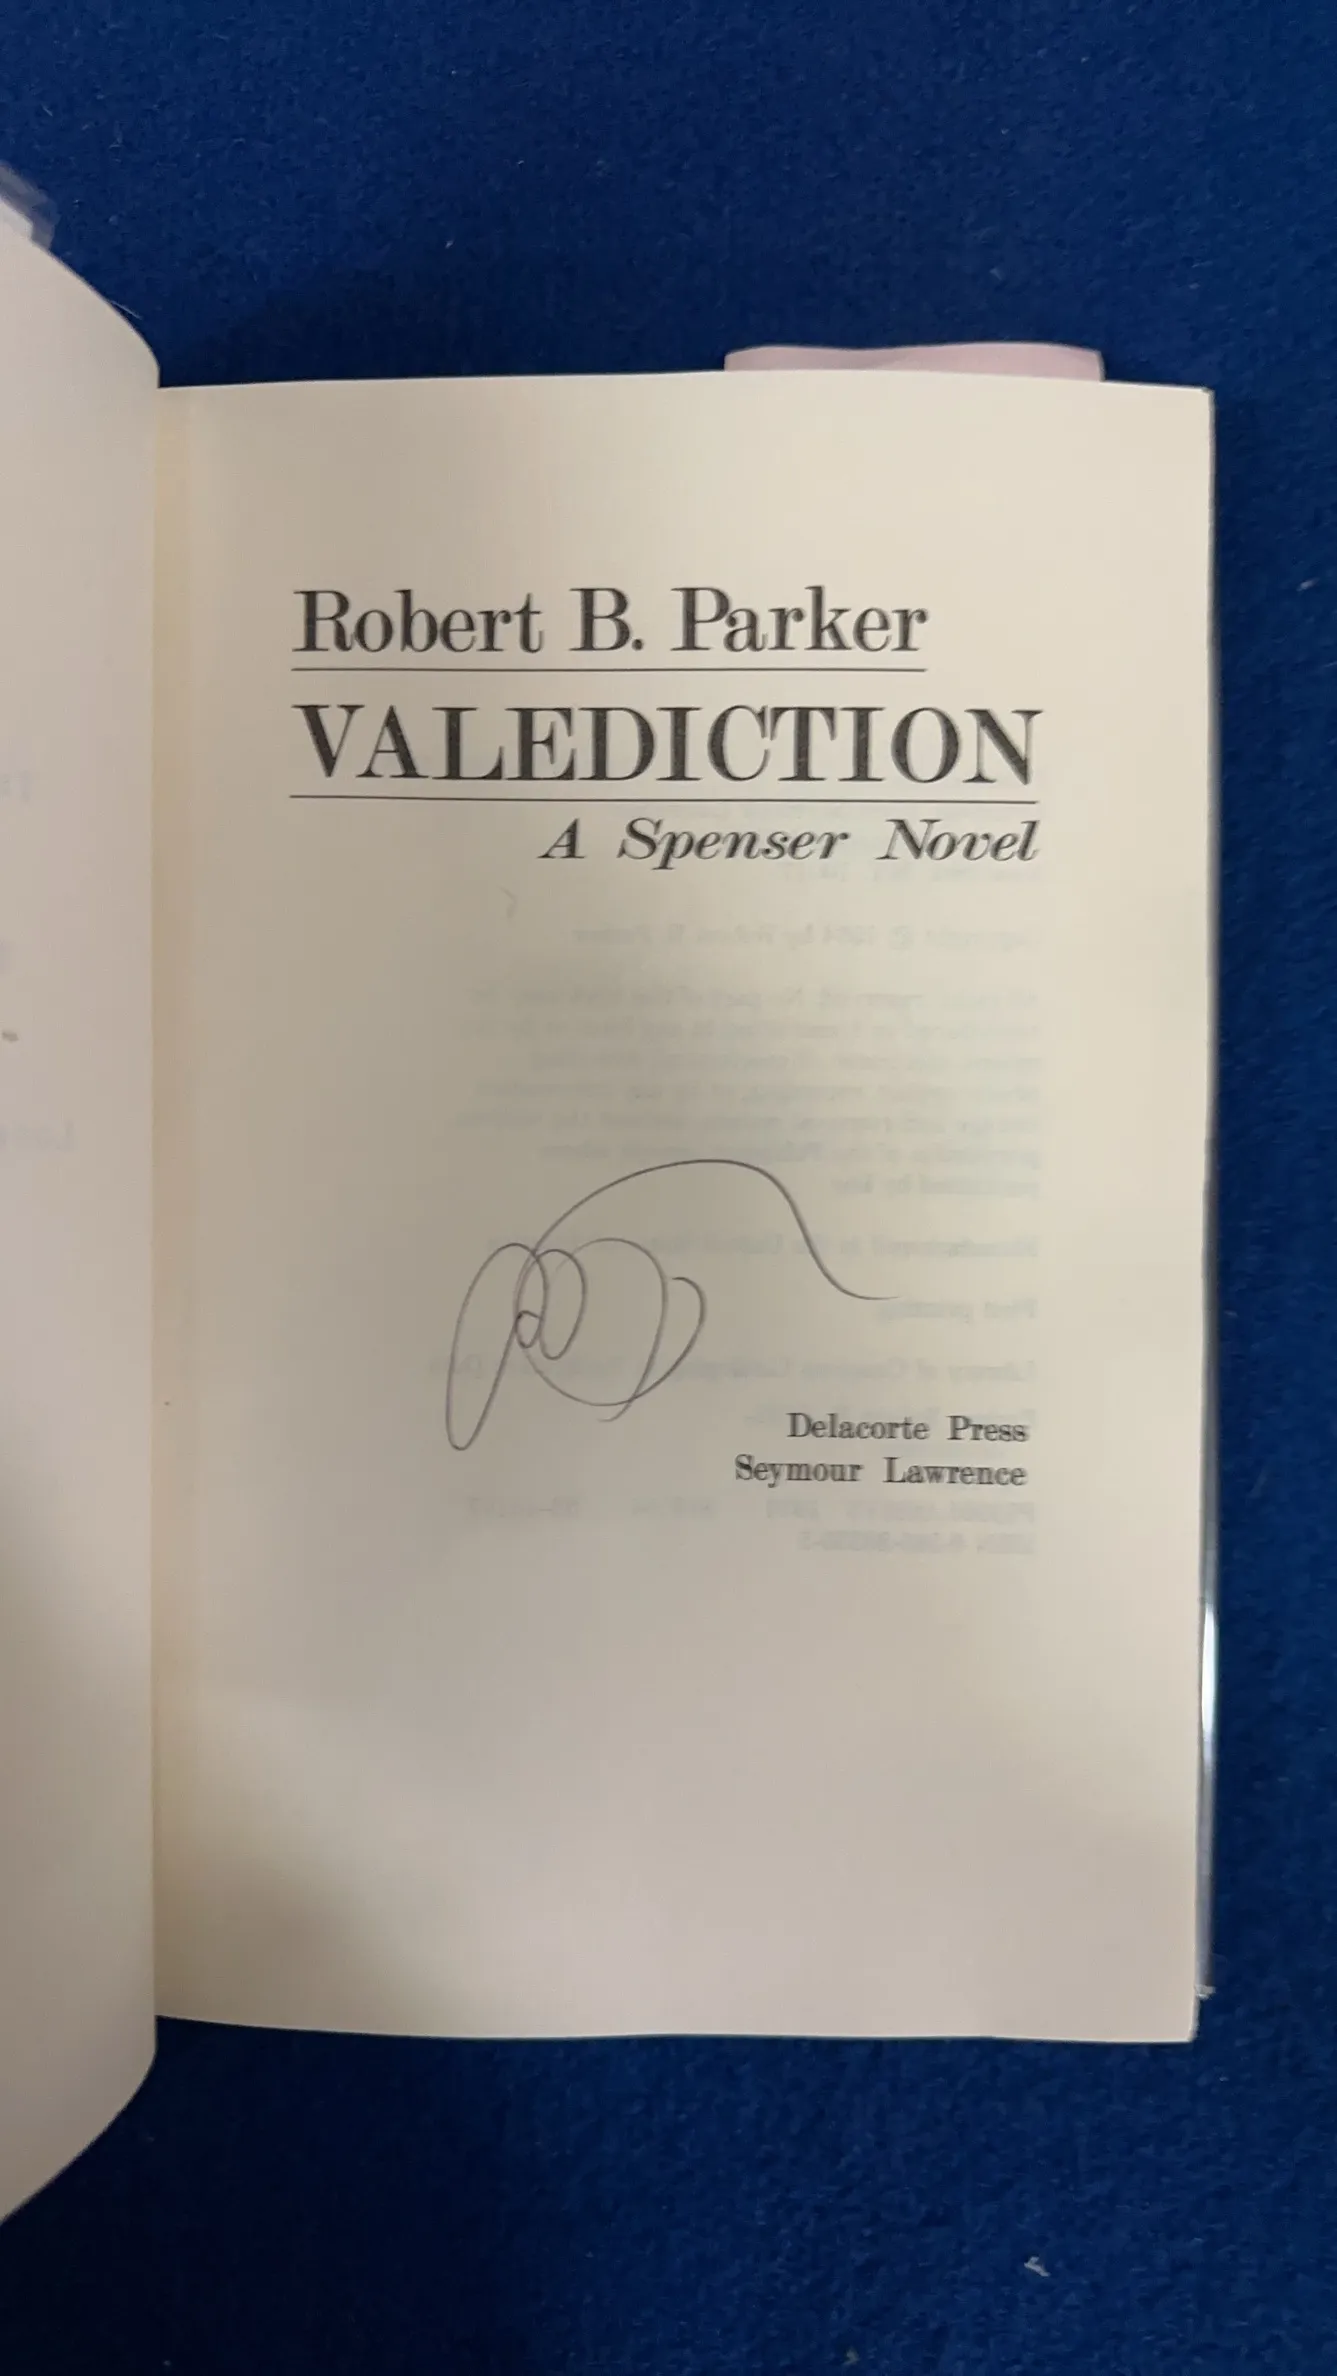 Robert B. Parker
VALEDICTION
A Spenser Novel
Delacorte Press
Seymour Lawrence